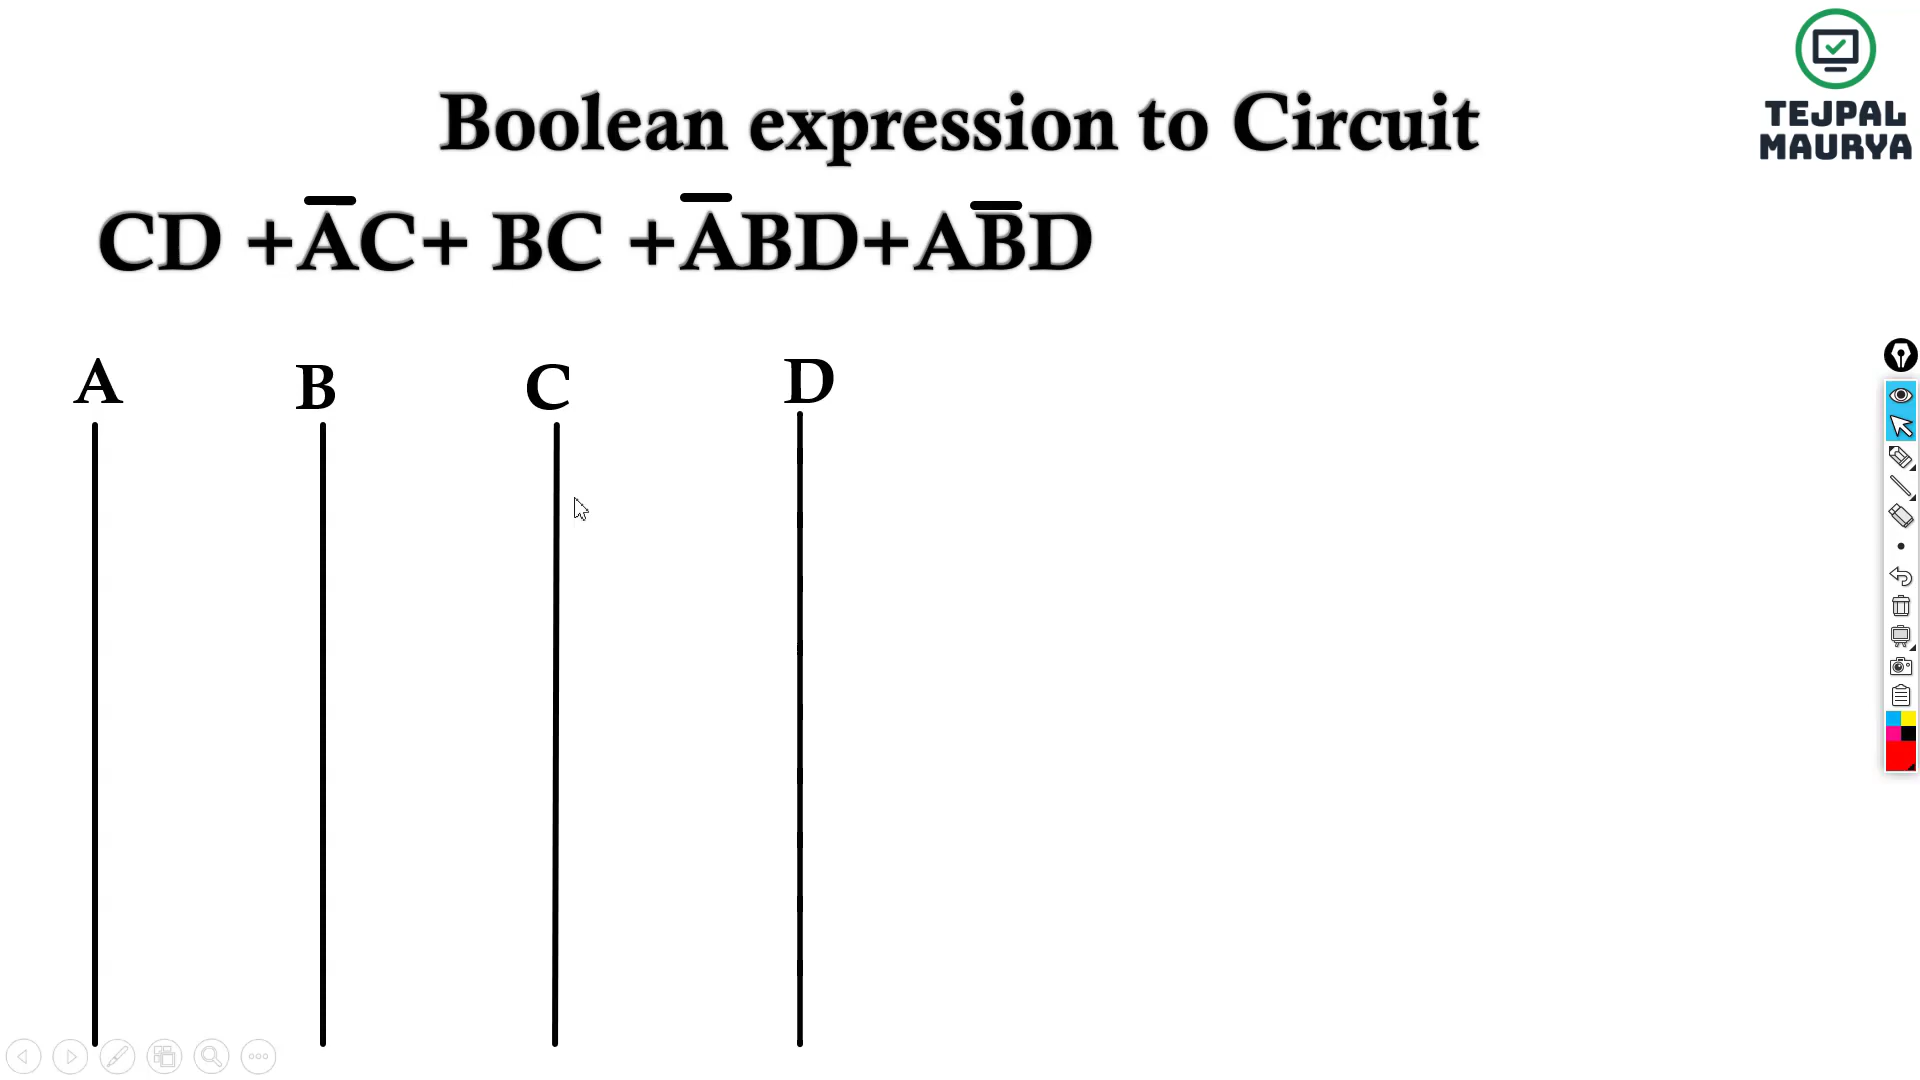 TEJPAL
MAURYA
Boolean expression to Circuit
CD +A̅C+ BC +A̅BD+AB̅D
A B C D